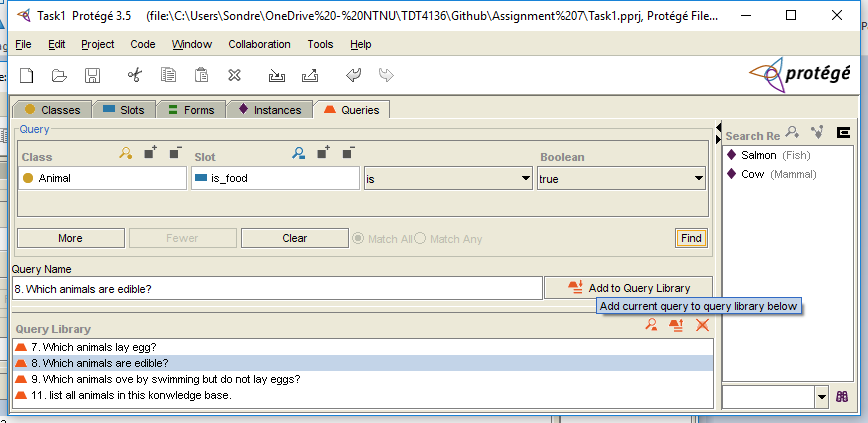 Task1 Protégé 3.5 (file:\C:\Users\Sondre\OneDrive%20-%20NTNU\TDT4136\Github\Assignment%207\Task1.pprj, Protégé File...
File Edit Project Code Window Collaboration Tools Help
protégé
Classes Slots Forms Instances Queries
Query
Class Slot Boolean
Animal is_food is true
More Fewer Clear Match All Match Any Find
Query Name
8. Which animals are edible? Add to Query Library
Add current query to query library below
Query Library
7. Which animals lay egg?
8. Which animals are edible?
9. Which animals ove by swimming but do not lay eggs?
11. list all animals in this konwledge base.
Search Re
Salmon (Fish)
Cow (Mammal)